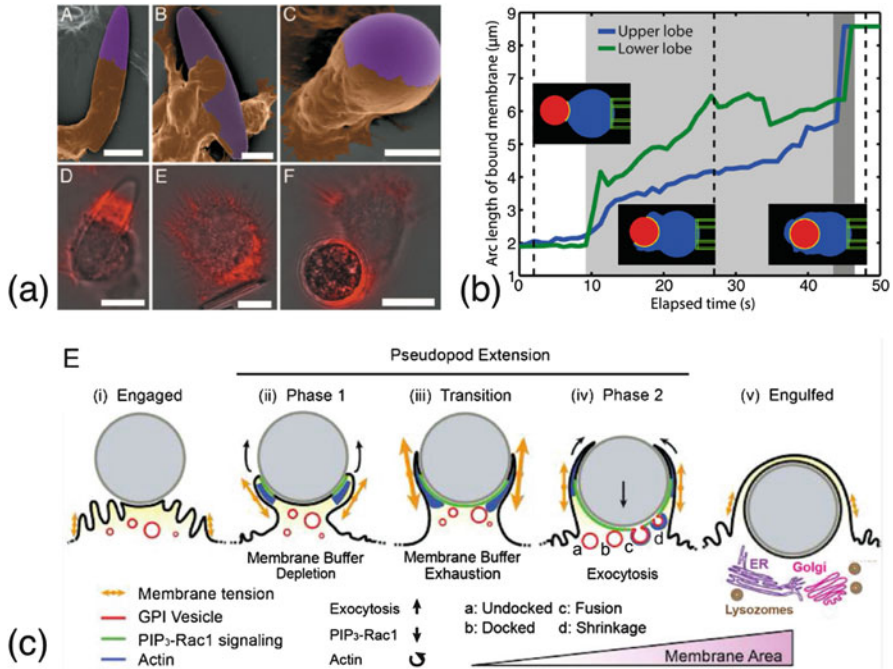 (a)
A
B
C
D
E
F
(b)
Arc length of bound membrane (µm)
9
8
7
6
5
4
3
2
1
Upper lobe
Lower lobe
0 10 20 30 40 50
Elapsed time (s)
(c)
E
Pseudopod Extension
(i) Engaged
(ii) Phase 1
(iii) Transition
(iv) Phase 2
(v) Engulfed
Membrane Buffer
Depletion
Membrane Buffer
Exhaustion
a b c d
Exocytosis
ER
Golgi
Lysozomes
Membrane tension
GPI Vesicle
PIP₃-Rac1 signaling
Actin
Exocytosis
PIP₃-Rac1
Actin
a: Undocked c: Fusion
b: Docked d: Shrinkage
Membrane Area